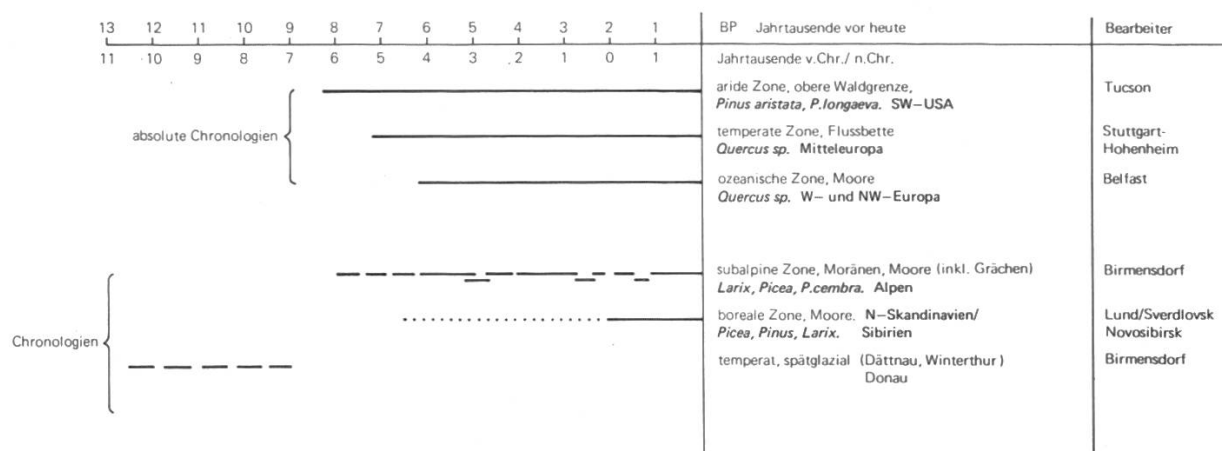 13 12 11 10 9 8 7 6 5 4 3 2 1 BP Jahrtausende vor heute Bearbeiter
11 10 9 8 7 6 5 4 3 2 1 0 1 Jahrtausende v.Chr./ n.Chr.
absolute Chronologien
aride Zone, obere Waldgrenze, Tucson
Pinus aristata, P.longaeva. SW–USA
temperate Zone, Flussbette Stuttgart-
Quercus sp. Mitteleuropa Hohenheim
ozeanische Zone, Moore Belfast
Quercus sp. W– und NW–Europa
Chronologien
subalpine Zone, Moränen, Moore (inkl. Grächen) Birmensdorf
Larix, Picea, P.cembra. Alpen
boreale Zone, Moore. N–Skandinavien/ Lund/Sverdlovsk
Picea, Pinus, Larix. Sibirien Novosibirsk
temperat, spätglazial (Dättnau, Winterthur) Birmensdorf
Donau